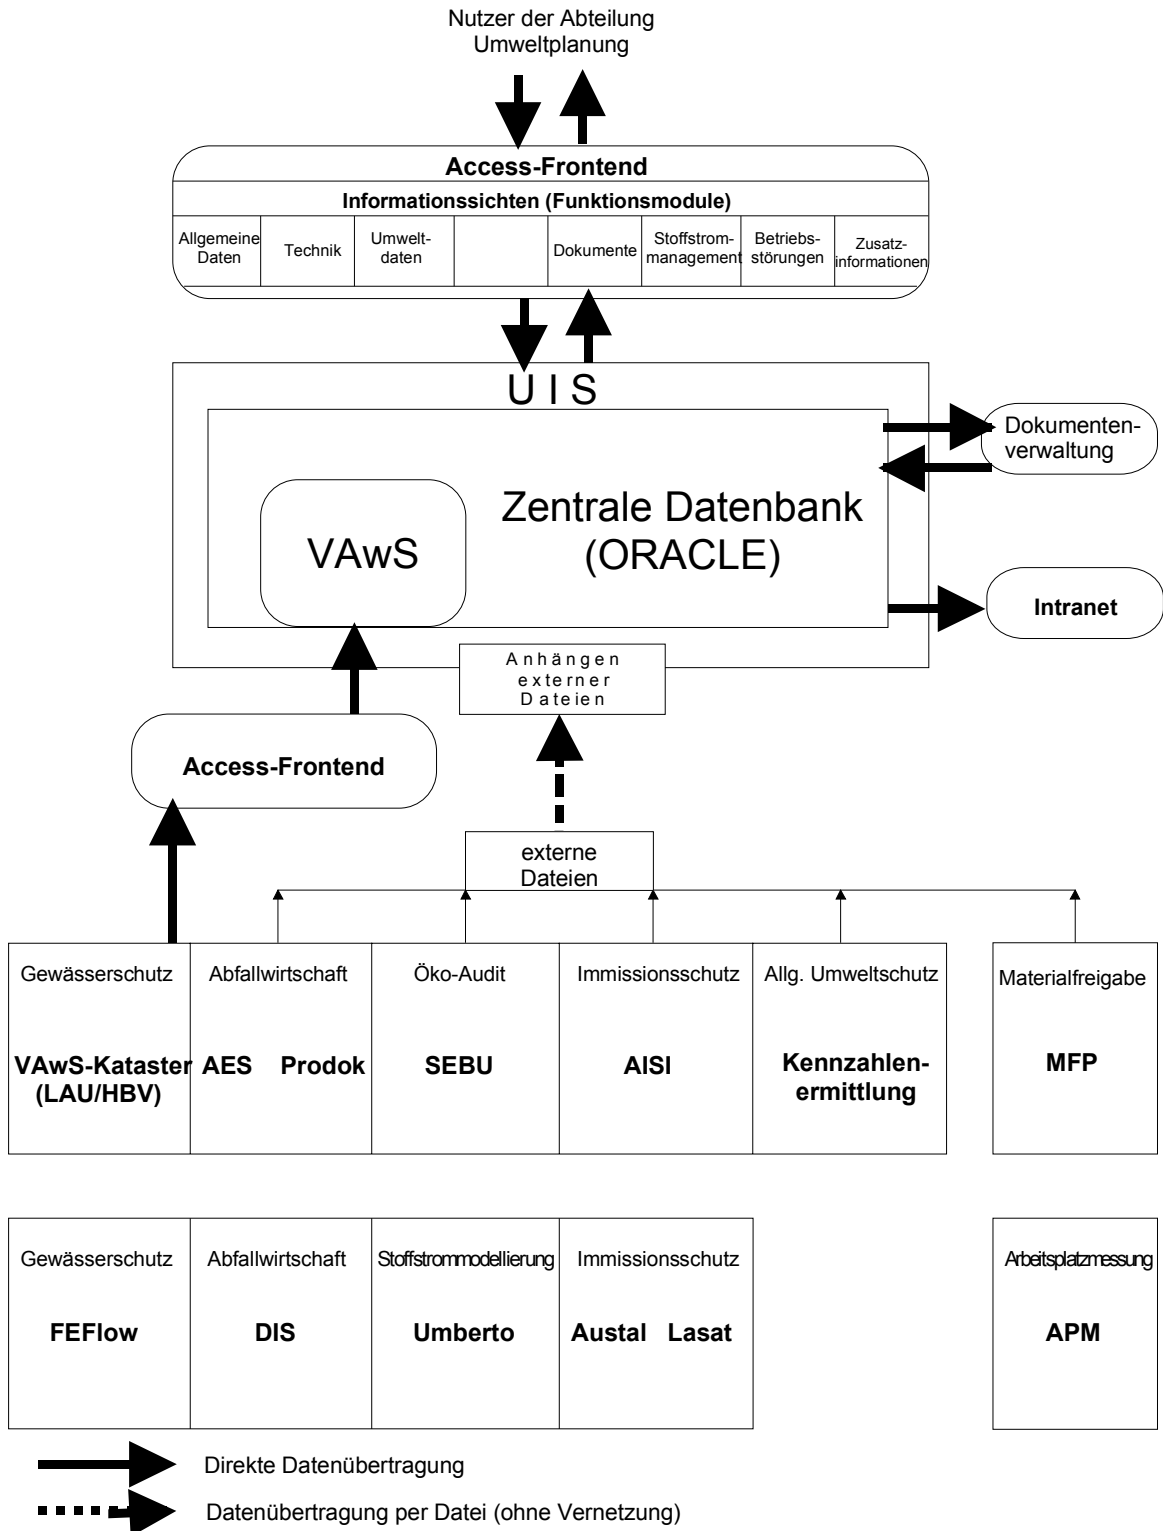 Nutzer der Abteilung
Umweltplanung
Access-Frontend
Informationssichten (Funktionsmodule)
Allgemeine
Daten
Technik
Umwelt-
daten
Dokumente
Stoffstrom-
management
Betriebs-
störungen
Zusatz-
informationen
U I S
Zentrale Datenbank
(ORACLE)
VAwS
Dokumenten-
verwaltung
Intranet
Anhängen
externer
Dateien
Access-Frontend
externe
Dateien
Gewässerschutz
VAwS-Kataster
(LAU/HBV)
Abfallwirtschaft
AES Prodok
Öko-Audit
SEBU
Immissionsschutz
AISI
Allg. Umweltschutz
Kennzahlen-
ermittlung
Materialfreigabe
MFP
Gewässerschutz
FEFlow
Abfallwirtschaft
DIS
Stoffstrommodellierung
Umberto
Immissionsschutz
Austal Lasat
Arbeitsplatzmessung
APM
Direkte Datenübertragung
Datenübertragung per Datei (ohne Vernetzung)